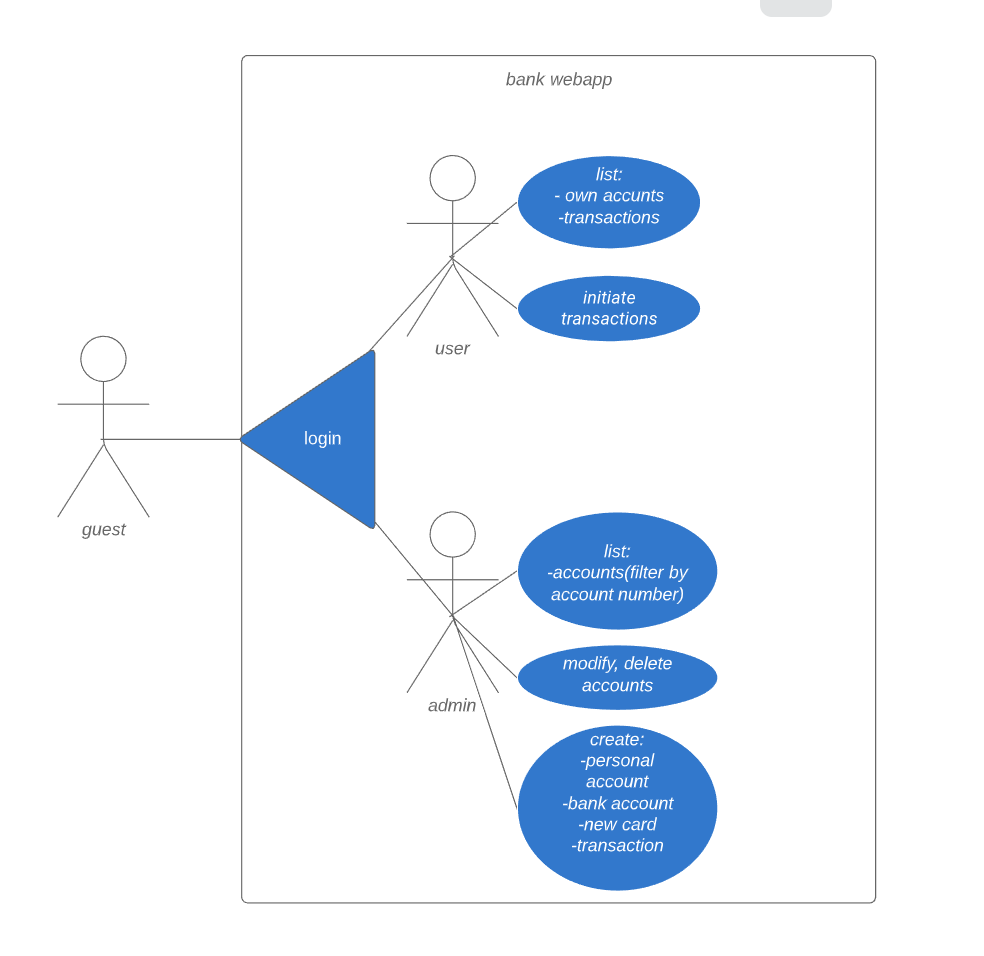 bank webapp
list:
- own accunts
-transactions
initiate
transactions
user
login
guest
list:
-accounts(filter by
account number)
modify, delete
accounts
admin
create:
-personal
account
-bank account
-new card
-transaction